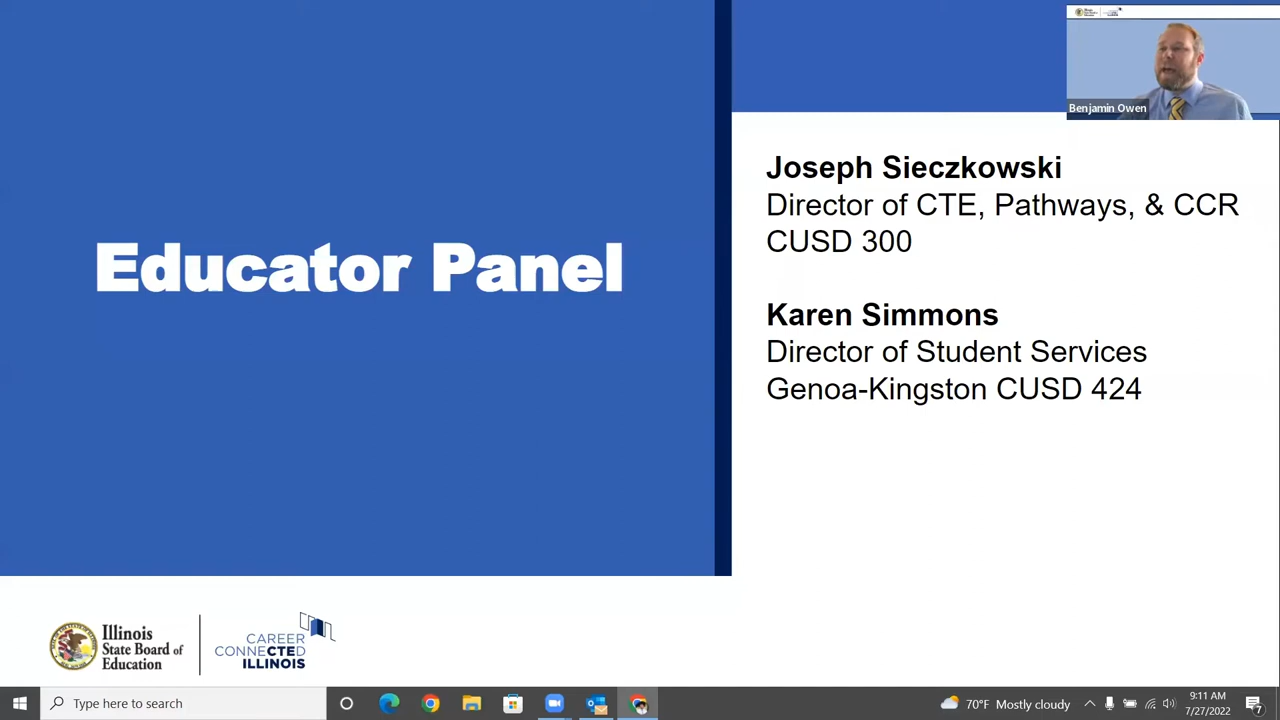 Educator Panel
Benjamin Owen
Joseph Sieczkowski
Director of CTE, Pathways, & CCR
CUSD 300
Karen Simmons
Director of Student Services
Genoa-Kingston CUSD 424
Illinois
State Board of
Education
CAREER
CONNECTED
ILLINOIS
Type here to search
70°F Mostly cloudy
9:11 AM
7/27/2022
7